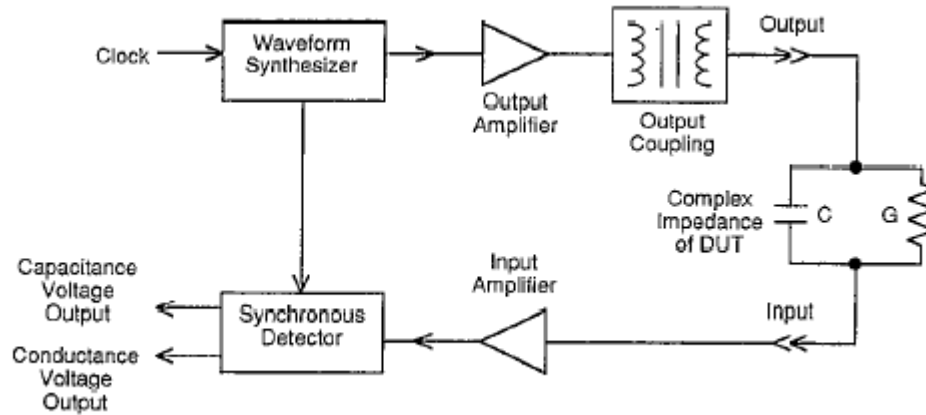 Clock
Waveform
Synthesizer
Output
Amplifier
Output
Coupling
Output
Complex
Impedance
of DUT
C
G
Input
Input
Amplifier
Synchronous
Detector
Capacitance
Voltage
Output
Conductance
Voltage
Output